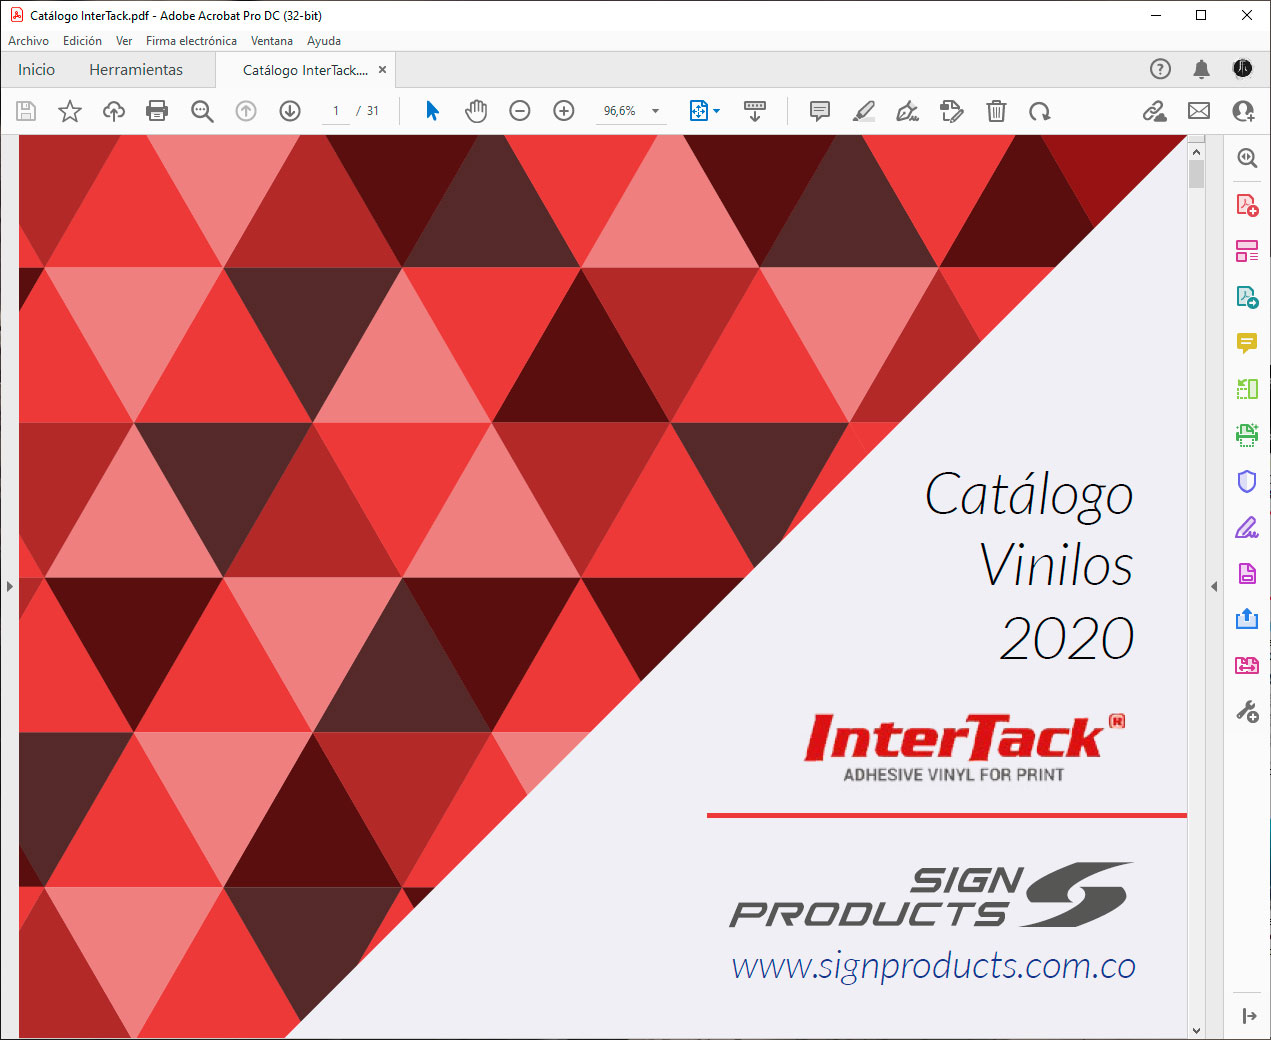 Catálogo InterTack.pdf - Adobe Acrobat Pro DC (32-bit)
Archivo Edición Ver Firma electrónica Ventana Ayuda
Inicio Herramientas Catálogo InterTack....
1 / 31 96,6%
Catálogo
Vinilos
2020
InterTack®
ADHESIVE VINYL FOR PRINT
SIGN
PRODUCTS
www.signproducts.com.co